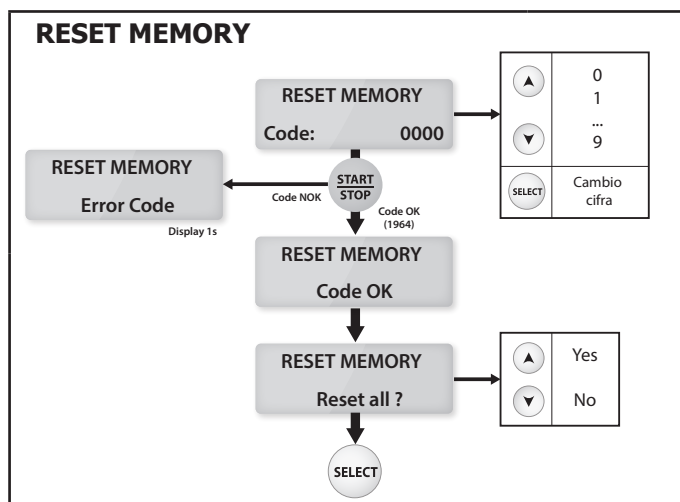 RESET MEMORY
RESET MEMORY
Code: 0000
0
1
...
9
SELECT
Cambio
cifra
START
STOP
Code NOK
Code OK
(1964)
RESET MEMORY
Error Code
Display 1s
RESET MEMORY
Code OK
RESET MEMORY
Reset all ?
Yes
No
SELECT